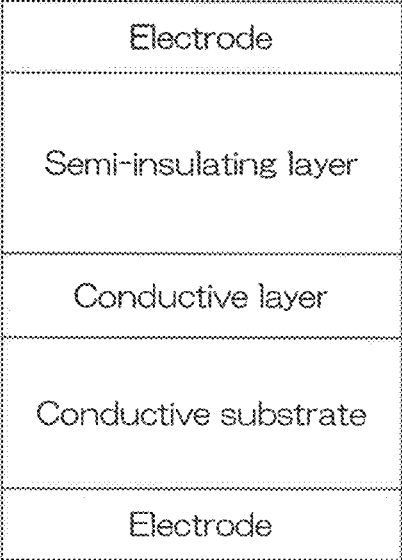 Electrode
Semi-insulating layer
Conductive layer
Conductive substrate
Electrode